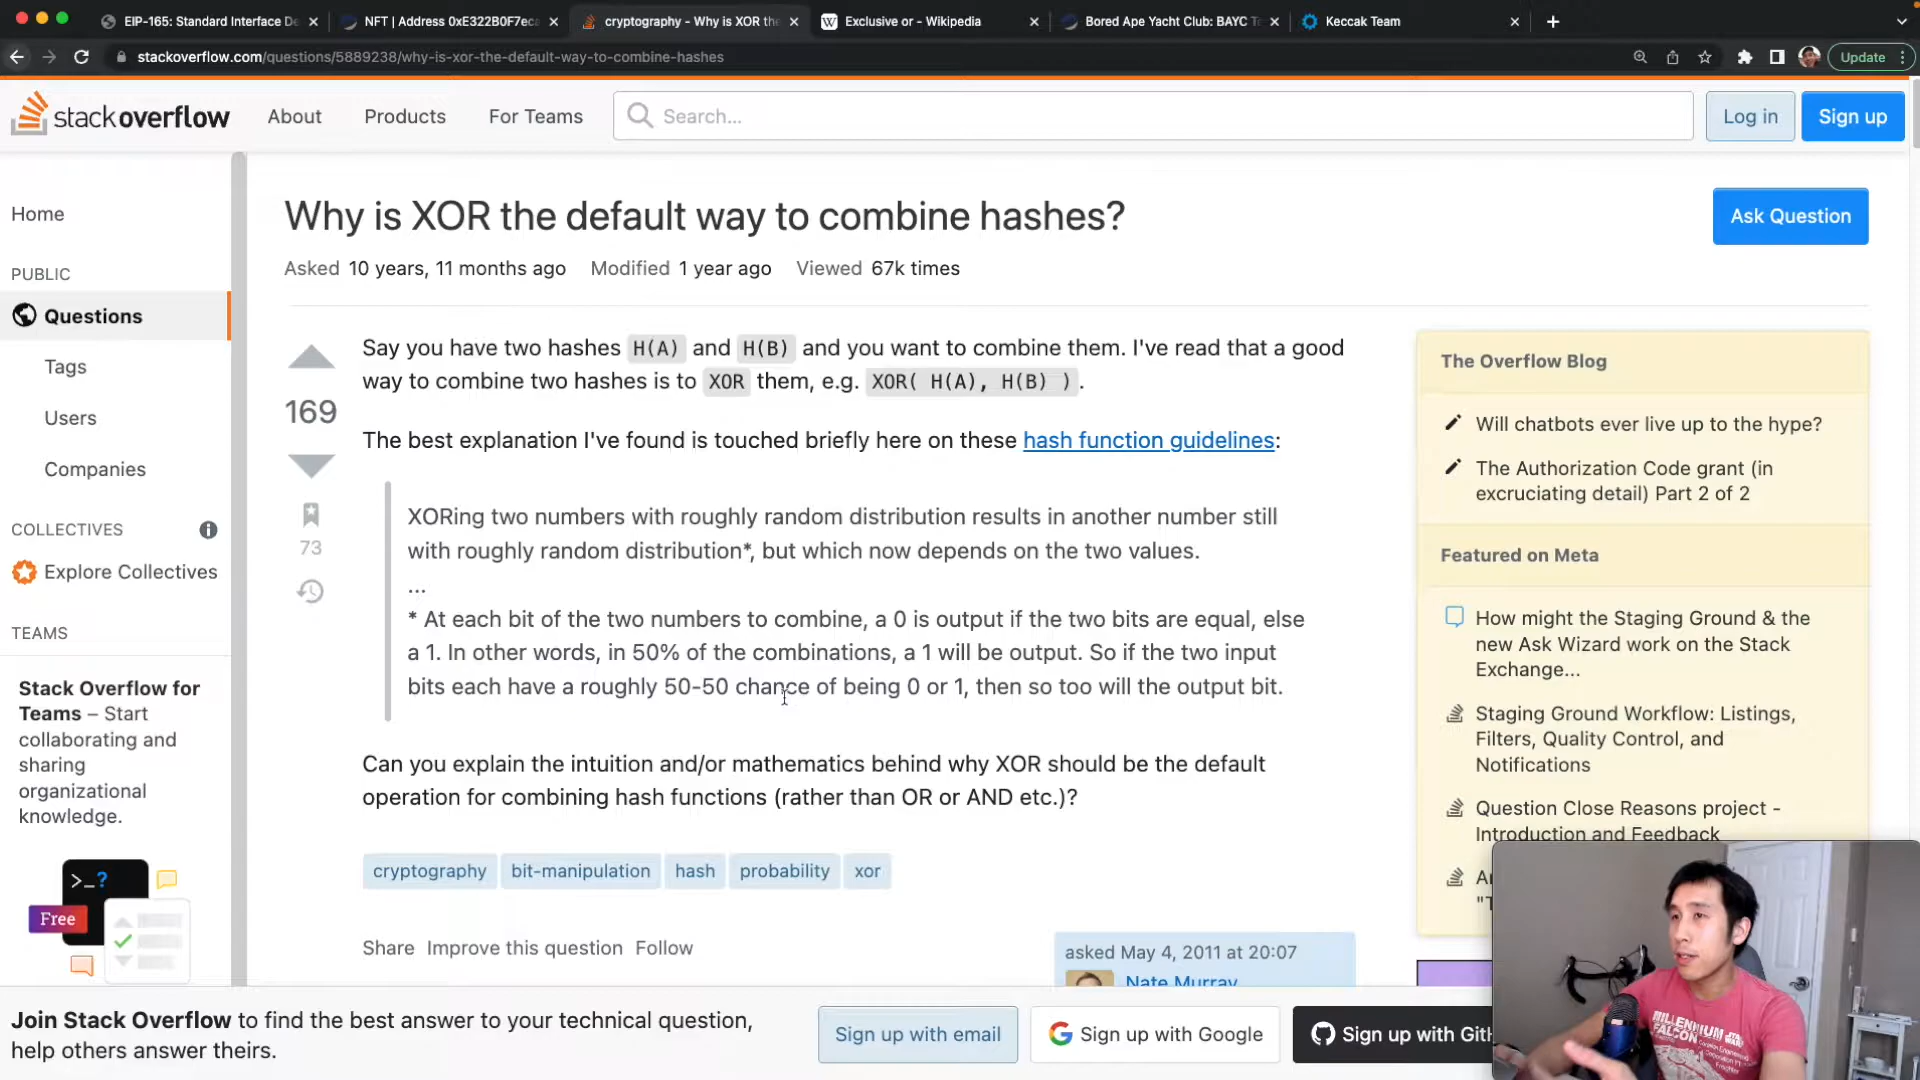 EIP-165: Standard Interface De
NFT | Address 0xE322B0F7ec
cryptography - Why is XOR the
Exclusive or - Wikipedia
Bored Ape Yacht Club: BAYC T
Keccak Team
stackoverflow.com/questions/5889238/why-is-xor-the-default-way-to-combine-hashes
Update
stackoverflow
About
Products
For Teams
Search...
Log in
Sign up
Home
PUBLIC
Questions
Tags
Users
Companies
COLLECTIVES
Explore Collectives
TEAMS
Stack Overflow for
Teams – Start
collaborating and
sharing
organizational
knowledge.
>_?
Free
Why is XOR the default way to combine hashes?
Ask Question
Asked 10 years, 11 months ago Modified 1 year ago Viewed 67k times
169
73
Say you have two hashes H(A) and H(B) and you want to combine them. I've read that a good
way to combine two hashes is to XOR them, e.g. XOR( H(A), H(B) ) .
The best explanation I've found is touched briefly here on these hash function guidelines:
XORing two numbers with roughly random distribution results in another number still
with roughly random distribution*, but which now depends on the two values.
...
* At each bit of the two numbers to combine, a 0 is output if the two bits are equal, else
a 1. In other words, in 50% of the combinations, a 1 will be output. So if the two input
bits each have a roughly 50-50 chance of being 0 or 1, then so too will the output bit.
Can you explain the intuition and/or mathematics behind why XOR should be the default
operation for combining hash functions (rather than OR or AND etc.)?
cryptography
bit-manipulation
hash
probability
xor
Share Improve this question Follow
asked May 4, 2011 at 20:07
Nate Murray
The Overflow Blog
Will chatbots ever live up to the hype?
The Authorization Code grant (in
excruciating detail) Part 2 of 2
Featured on Meta
How might the Staging Ground & the
new Ask Wizard work on the Stack
Exchange...
Staging Ground Workflow: Listings,
Filters, Quality Control, and
Notifications
Question Close Reasons project -
Introduction and Feedback
Join Stack Overflow to find the best answer to your technical question,
help others answer theirs.
Sign up with email
Sign up with Google
Sign up with Git
MILLENNIUM
FALCON